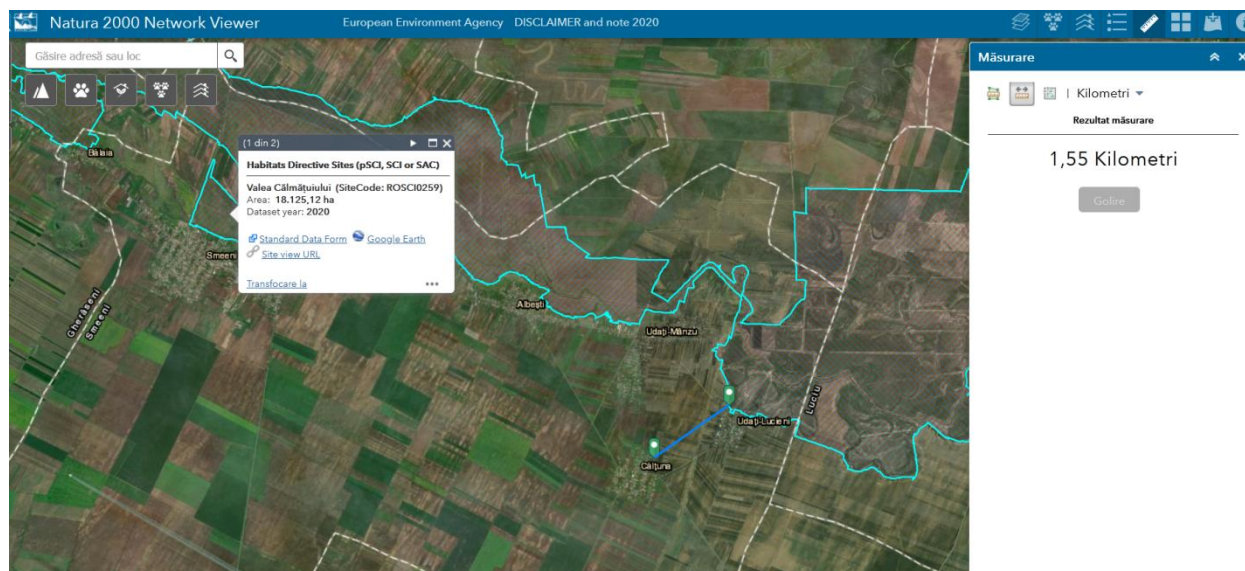 Natura 2000 Network Viewer
European Environment Agency DISCLAIMER and note 2020
Găsire adresă sau loc
Bălaia
(1 din 2)
Habitats Directive Sites (pSCI, SCI or SAC)
Valea Călmățuiului (SiteCode: ROSCI0259)
Area: 18.125,12 ha
Dataset year: 2020
Standard Data Form Google Earth
Site view URL
Transfocare la
Smeeni
Gherăseni
Smeeni
Albești
Udați-Mânzu
Luciu
Udați-Lucieni
Călțuna
Măsurare
| Kilometri
Rezultat măsurare
1,55 Kilometri
Golire